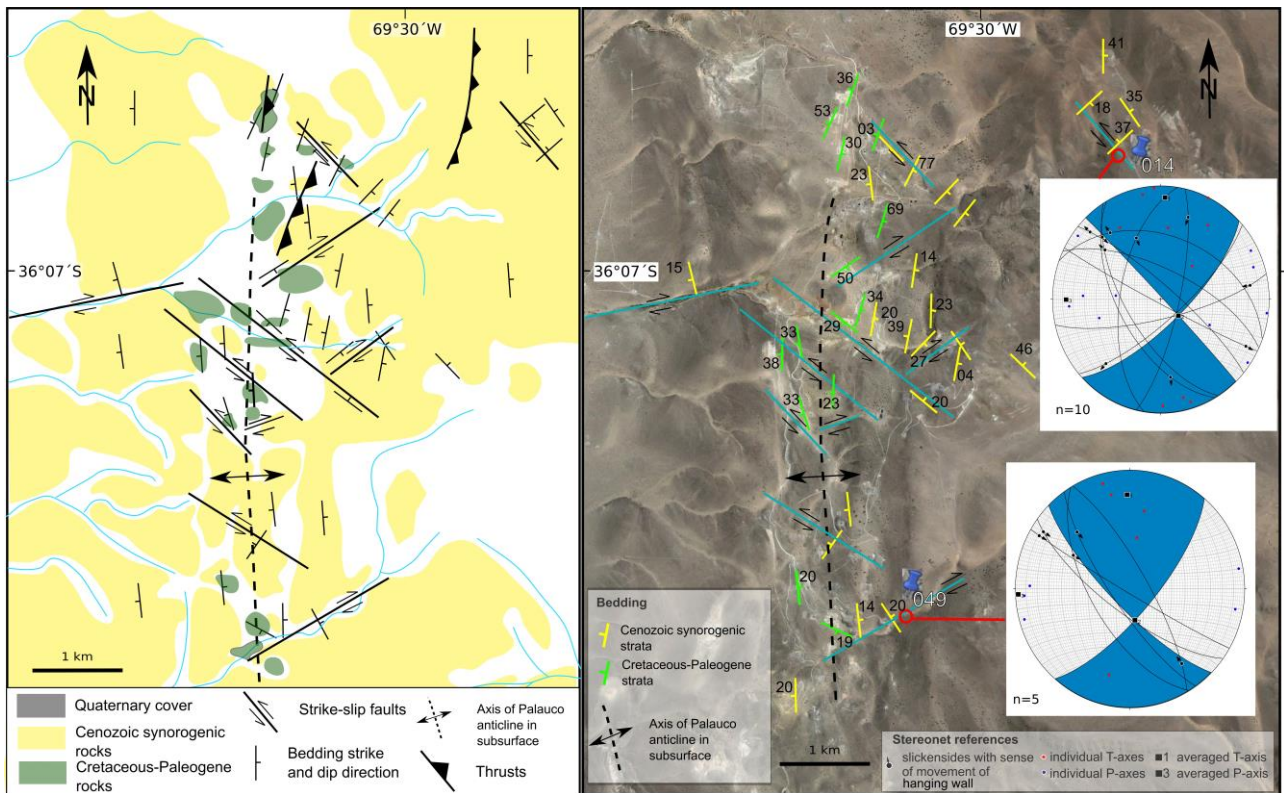 69°30´W
N
36°07´S
1 km
Quaternary cover
Cenozoic synorogenic
rocks
Cretaceous-Paleogene
rocks
Strike-slip faults
Bedding strike
and dip direction
Axis of Palauco
anticline in
subsurface
Thrusts
69°30´W
N
41
36
35
18
53
37
03
014
30
77
23
69
36°07´S
15
14
50
34
23
20
29
39
33
46
38
27
04
33
23
20
n=10
20
049
14
20
19
20
Bedding
Cenozoic synorogenic
strata
Cretaceous-Paleogene
strata
Axis of Palauco
anticline in
subsurface
1 km
n=5
Stereonet references
slickensides with sense
of movement of
hanging wall
individual T-axes
individual P-axes
1 averaged T-axis
3 averaged P-axis